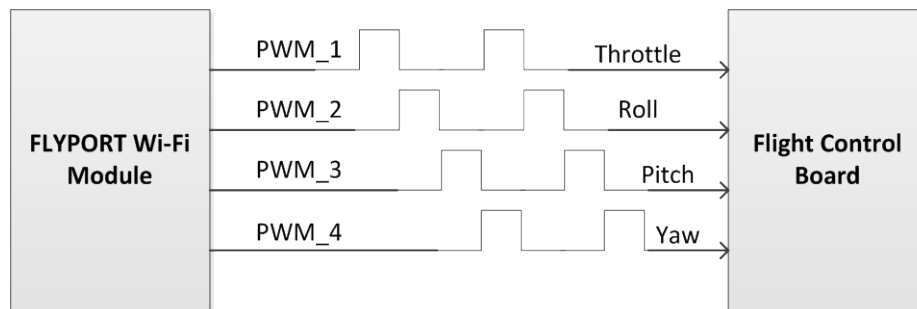 FLYPORT Wi-Fi
Module
PWM_1
Throttle
PWM_2
Roll
PWM_3
Pitch
PWM_4
Yaw
Flight Control
Board